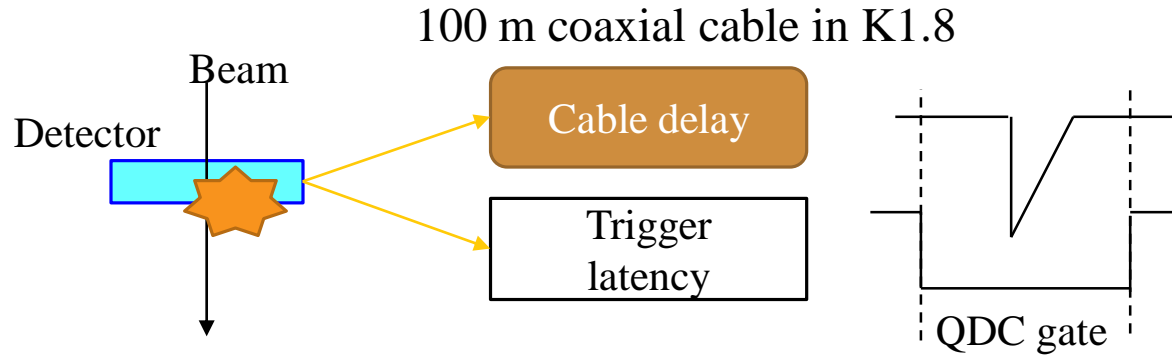 100 m coaxial cable in K1.8
Beam
Detector
Cable delay
Trigger
latency
QDC gate